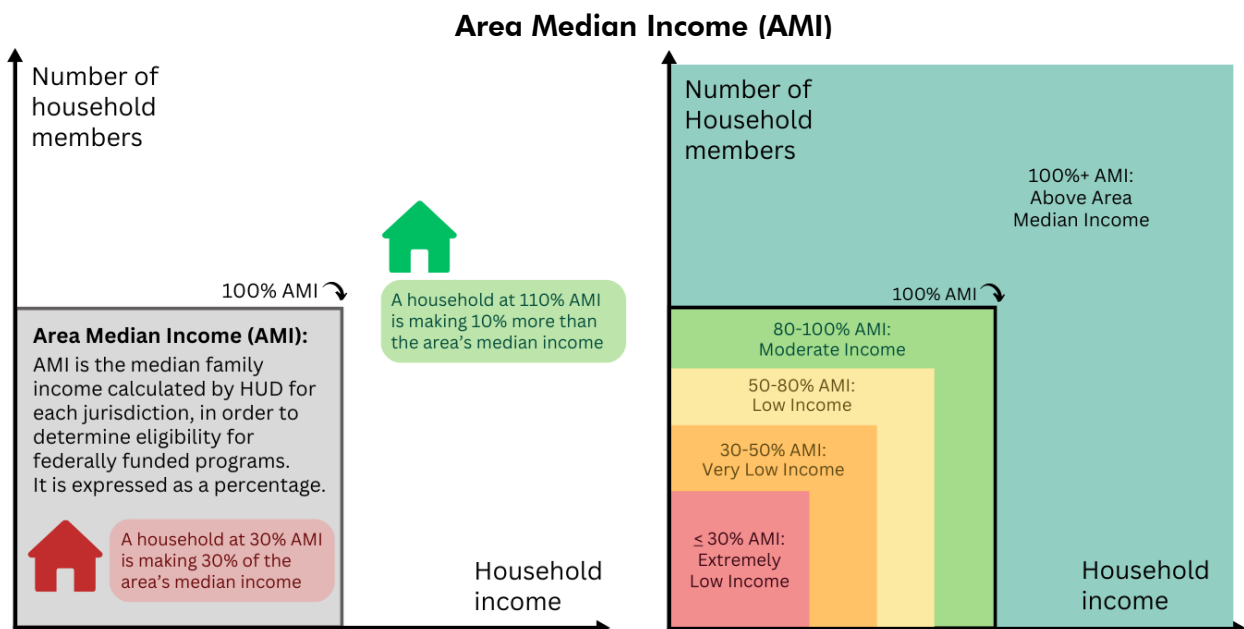 Area Median Income (AMI)
Number of
household
members
100% AMI
A household at 110% AMI
is making 10% more than
the area's median income
Area Median Income (AMI):
AMI is the median family
income calculated by HUD for
each jurisdiction, in order to
determine eligibility for
federally funded programs.
It is expressed as a percentage.
A household at 30% AMI
is making 30% of the
area's median income
Household
income
Number of
Household
members
100%+ AMI:
Above Area
Median Income
100% AMI
80-100% AMI:
Moderate Income
50-80% AMI:
Low Income
30-50% AMI:
Very Low Income
≤ 30% AMI:
Extremely
Low Income
Household
income